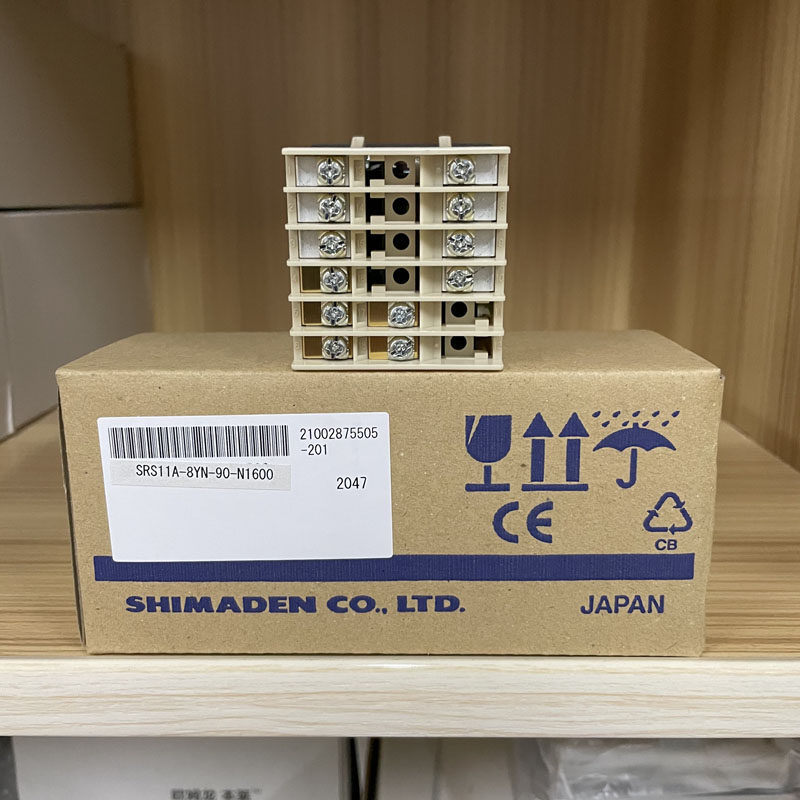 21002875505
-201
SRS11A-8YN-90-N1600
2047
CE
CB
SHIMADEN CO., LTD.
JAPAN